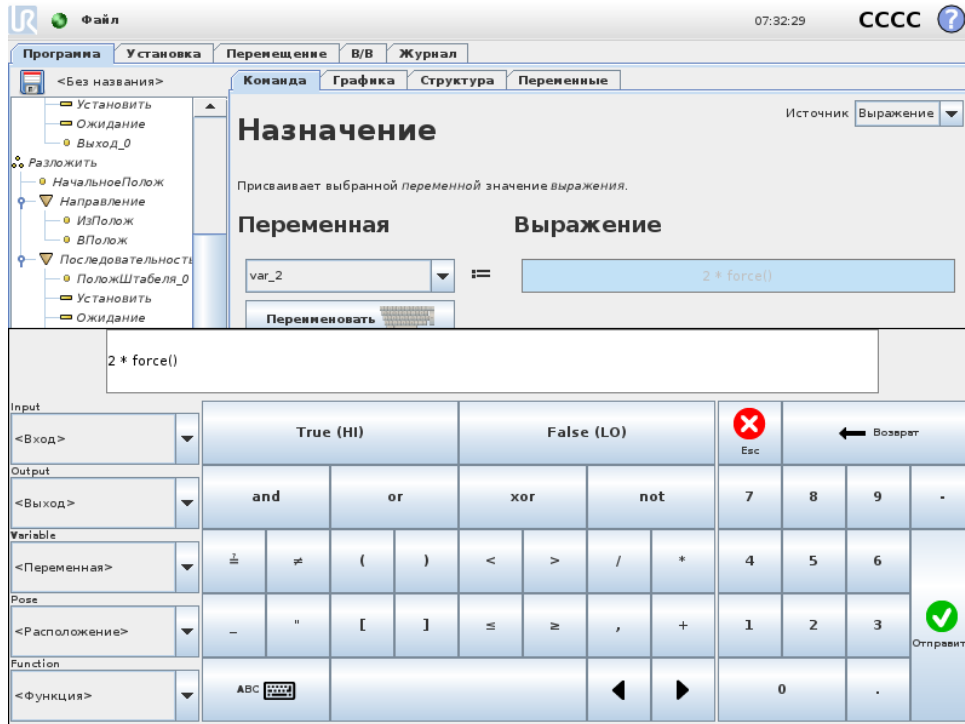 UR Файл 07:32:29 CCCC ?
Программа Установка Перемещение В/В Журнал
<Без названия> Команда Графика Структура Переменные
Установить
Ожидание
Выход_0
Источник Выражение
Назначение
Разложить
НачальноеПолож
Направление
ИзПолож
ВПолож
Последовательность
ПоложШтабеля_0
Установить
Ожидание
Присваивает выбранной переменной значение выражения.
Переменная Выражение
var_2 := 2 * force()
Переименовать
2 * force()
Input
<Вход> True (HI) False (LO) Esc Возврат
Output
<Выход> and or xor not 7 8 9 -
Variable
<Переменная> ≟ ≠ ( ) < > / * 4 5 6
Pose
<Расположение> _ " [ ] ≤ ≥ , + 1 2 3 Отправит
Function
<Функция> ABC 0 .